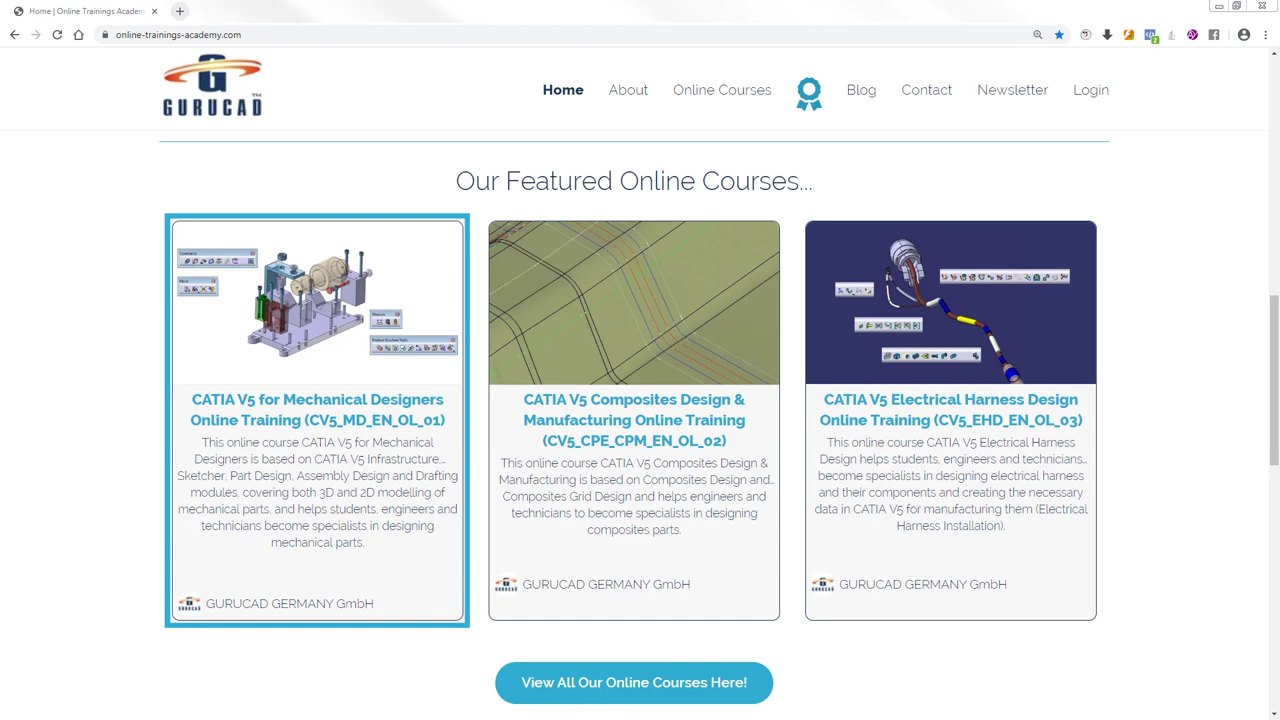 Home | Online Trainings Academ
online-trainings-academy.com
2
G
GURUCAD
TM
Home
About
Online Courses
Blog
Contact
Newsletter
Login
Our Featured Online Courses...
CATIA V5 for Mechanical Designers
Online Training (CV5_MD_EN_OL_01)
This online course CATIA V5 for Mechanical
Designers is based on CATIA V5 Infrastructure,...
Sketcher, Part Design, Assembly Design and Drafting
modules, covering both 3D and 2D modelling of
mechanical parts, and helps students, engineers and
technicians become specialists in designing
mechanical parts.
GURUCAD GERMANY GmbH
CATIA V5 Composites Design &
Manufacturing Online Training
(CV5_CPE_CPM_EN_OL_02)
This online course CATIA V5 Composites Design &
Manufacturing is based on Composites Design and...
Composites Grid Design and helps engineers and
technicians to become specialists in designing
composites parts.
GURUCAD GERMANY GmbH
CATIA V5 Electrical Harness Design
Online Training (CV5_EHD_EN_OL_03)
This online course CATIA V5 Electrical Harness
Design helps students, engineers and technicians...
become specialists in designing electrical harness
and their components and creating the necessary
data in CATIA V5 for manufacturing them (Electrical
Harness Installation).
GURUCAD GERMANY GmbH
View All Our Online Courses Here!